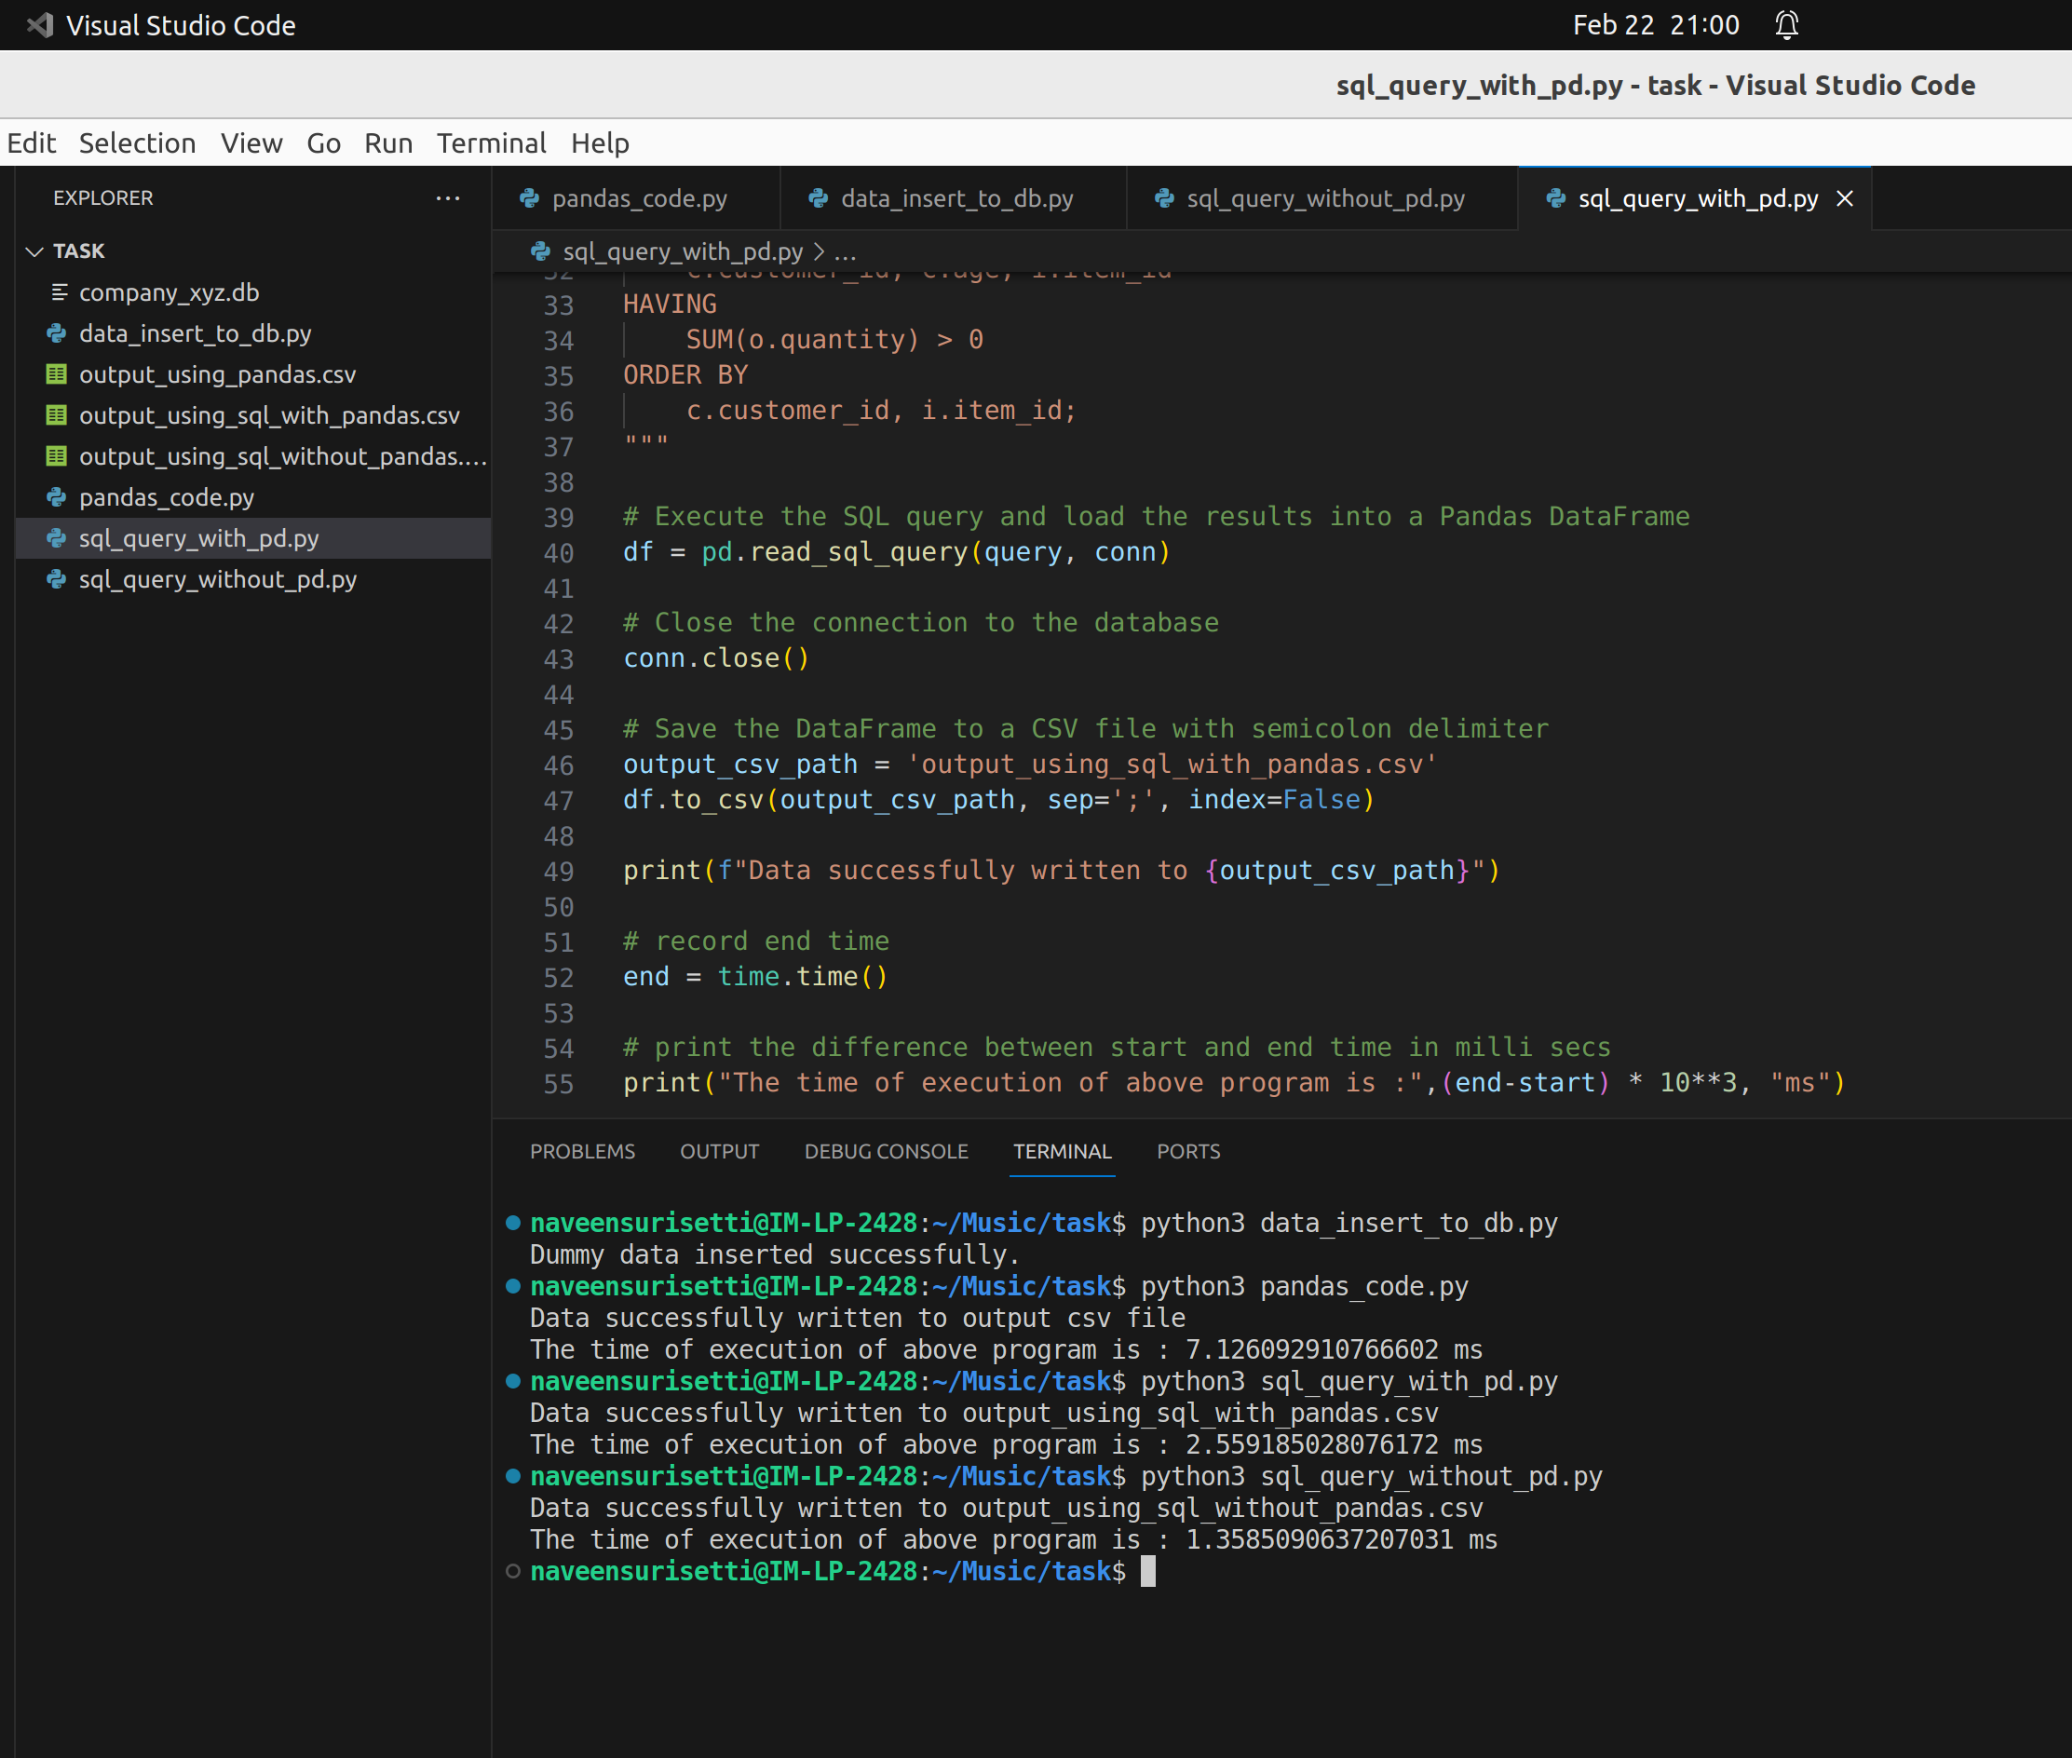 Visual Studio Code
Feb 22 21:00
sql_query_with_pd.py - task - Visual Studio Code
Edit Selection View Go Run Terminal Help
EXPLORER ...
TASK
company_xyz.db
data_insert_to_db.py
output_using_pandas.csv
output_using_sql_with_pandas.csv
output_using_sql_without_pandas....
pandas_code.py
sql_query_with_pd.py
sql_query_without_pd.py
pandas_code.py
data_insert_to_db.py
sql_query_without_pd.py
sql_query_with_pd.py
sql_query_with_pd.py > ...
32 c.customer_id, c.age, i.item_id
33 HAVING
34 SUM(o.quantity) > 0
35 ORDER BY
36 c.customer_id, i.item_id;
37 """
38
39 # Execute the SQL query and load the results into a Pandas DataFrame
40 df = pd.read_sql_query(query, conn)
41
42 # Close the connection to the database
43 conn.close()
44
45 # Save the DataFrame to a CSV file with semicolon delimiter
46 output_csv_path = 'output_using_sql_with_pandas.csv'
47 df.to_csv(output_csv_path, sep=';', index=False)
48
49 print(f"Data successfully written to {output_csv_path}")
50
51 # record end time
52 end = time.time()
53
54 # print the difference between start and end time in milli secs
55 print("The time of execution of above program is :",(end-start) * 10**3, "ms")
PROBLEMS OUTPUT DEBUG CONSOLE TERMINAL PORTS
naveensurisetti@IM-LP-2428:~/Music/task$ python3 data_insert_to_db.py
Dummy data inserted successfully.
naveensurisetti@IM-LP-2428:~/Music/task$ python3 pandas_code.py
Data successfully written to output csv file
The time of execution of above program is : 7.126092910766602 ms
naveensurisetti@IM-LP-2428:~/Music/task$ python3 sql_query_with_pd.py
Data successfully written to output_using_sql_with_pandas.csv
The time of execution of above program is : 2.559185028076172 ms
naveensurisetti@IM-LP-2428:~/Music/task$ python3 sql_query_without_pd.py
Data successfully written to output_using_sql_without_pandas.csv
The time of execution of above program is : 1.3585090637207031 ms
naveensurisetti@IM-LP-2428:~/Music/task$